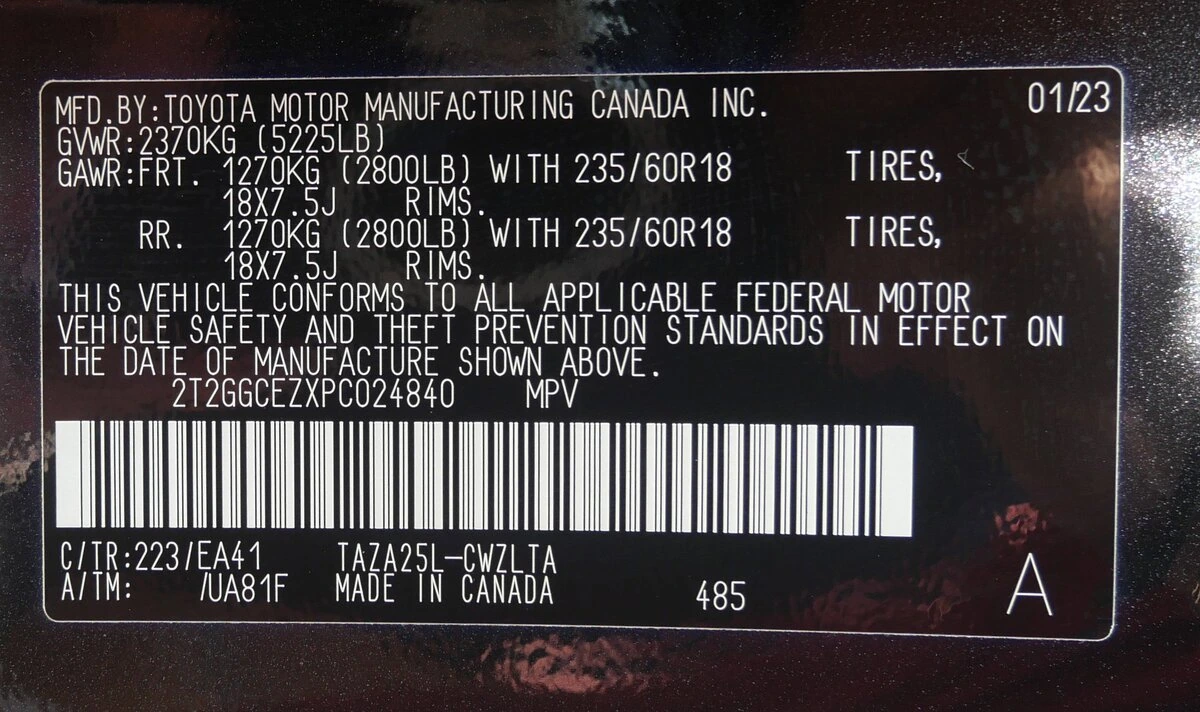 MFD.BY:TOYOTA MOTOR MANUFACTURING CANADA INC. 01/23
GVWR:2370KG (5225LB)
GAWR:FRT. 1270KG (2800LB) WITH 235/60R18 TIRES,
18X7.5J RIMS.
RR. 1270KG (2800LB) WITH 235/60R18 TIRES,
18X7.5J RIMS.
THIS VEHICLE CONFORMS TO ALL APPLICABLE FEDERAL MOTOR
VEHICLE SAFETY AND THEFT PREVENTION STANDARDS IN EFFECT ON
THE DATE OF MANUFACTURE SHOWN ABOVE.
2T2GGCEZXPC024840 MPV
C/TR:223/EA41 TAZA25L-CWZLTA
A/TM: /UA81F MADE IN CANADA 485 A